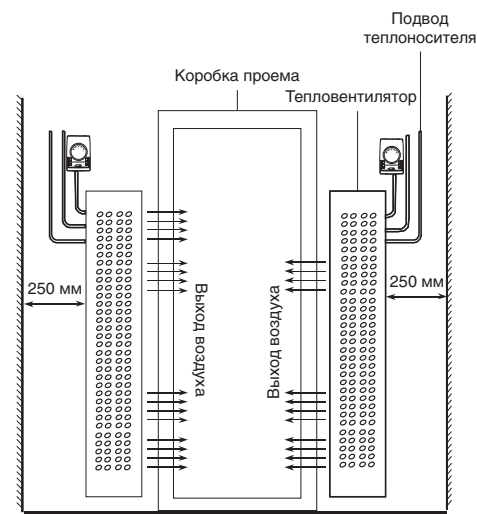 Подвод
теплоносителя
Коробка проема
Тепловентилятор
250 мм
250 мм
Выход воздуха
Выход воздуха